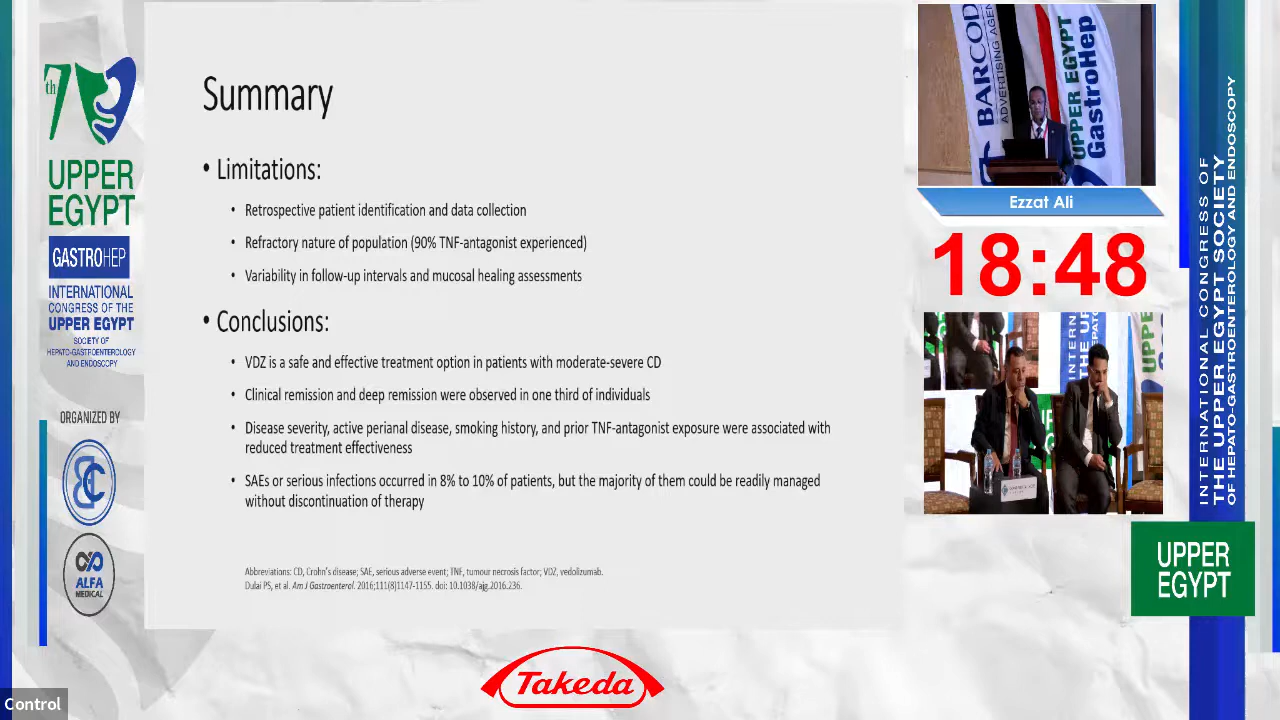 7th
UPPER
EGYPT
GASTROHEP
INTERNATIONAL
CONGRESS OF THE
UPPER EGYPT
SOCIETY OF
HEPATO-GASTROENTEROLOGY
AND ENDOSCOPY
ORGANIZED BY
ALFA
MEDICAL
Control
Summary
• Limitations:
• Retrospective patient identification and data collection
• Refractory nature of population (90% TNF-antagonist experienced)
• Variability in follow-up intervals and mucosal healing assessments
• Conclusions:
• VDZ is a safe and effective treatment option in patients with moderate-severe CD
• Clinical remission and deep remission were observed in one third of individuals
• Disease severity, active perianal disease, smoking history, and prior TNF-antagonist exposure were associated with
reduced treatment effectiveness
• SAEs or serious infections occurred in 8% to 10% of patients, but the majority of them could be readily managed
without discontinuation of therapy
Abbreviations: CD, Crohn's disease; SAE, serious adverse event; TNF, tumour necrosis factor; VDZ, vedolizumab.
Dulai PS, et al. Am J Gastroenterol. 2016;111(8)1147-1155. doi: 10.1038/ajg.2016.236.
Takeda
BARCOD
ADVERTISING AGEN
UPPER EGYPT
GastroHep
Ezzat Ali
18:48
INTERNATIONAL CONGRESS OF
THE UPPER EGYPT SOCIETY
OF HEPATO-GASTROENTEROLOGY AND ENDOSCOPY
UPPER
EGYPT